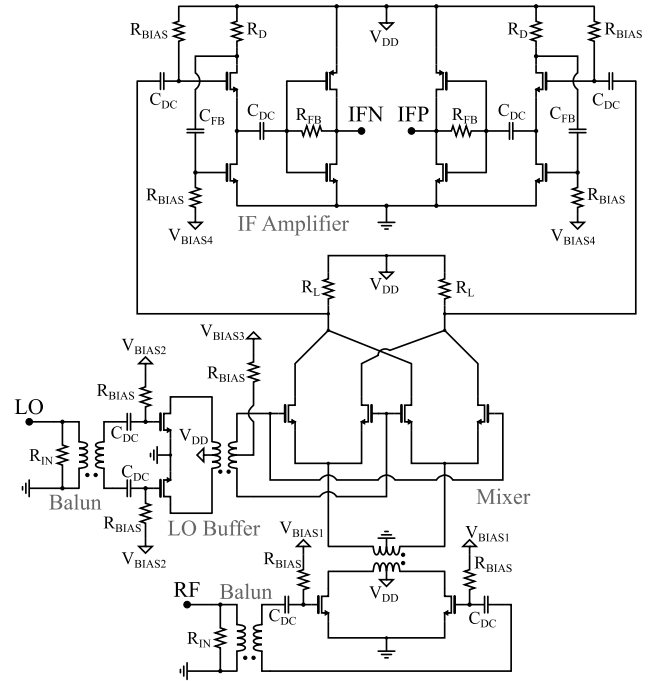 R_BIAS R_D V_DD R_D R_BIAS
C_DC C_FB C_DC R_FB IFN IFP R_FB C_DC C_FB C_DC
R_BIAS R_BIAS
V_BIAS4 IF Amplifier V_BIAS4
R_L V_DD R_L
V_BIAS2 V_BIAS3
R_BIAS R_BIAS
LO C_DC V_DD
R_IN C_DC
Balun R_BIAS LO Buffer Mixer
V_BIAS2
V_BIAS1 V_BIAS1
R_BIAS R_BIAS
RF Balun V_DD
R_IN C_DC C_DC